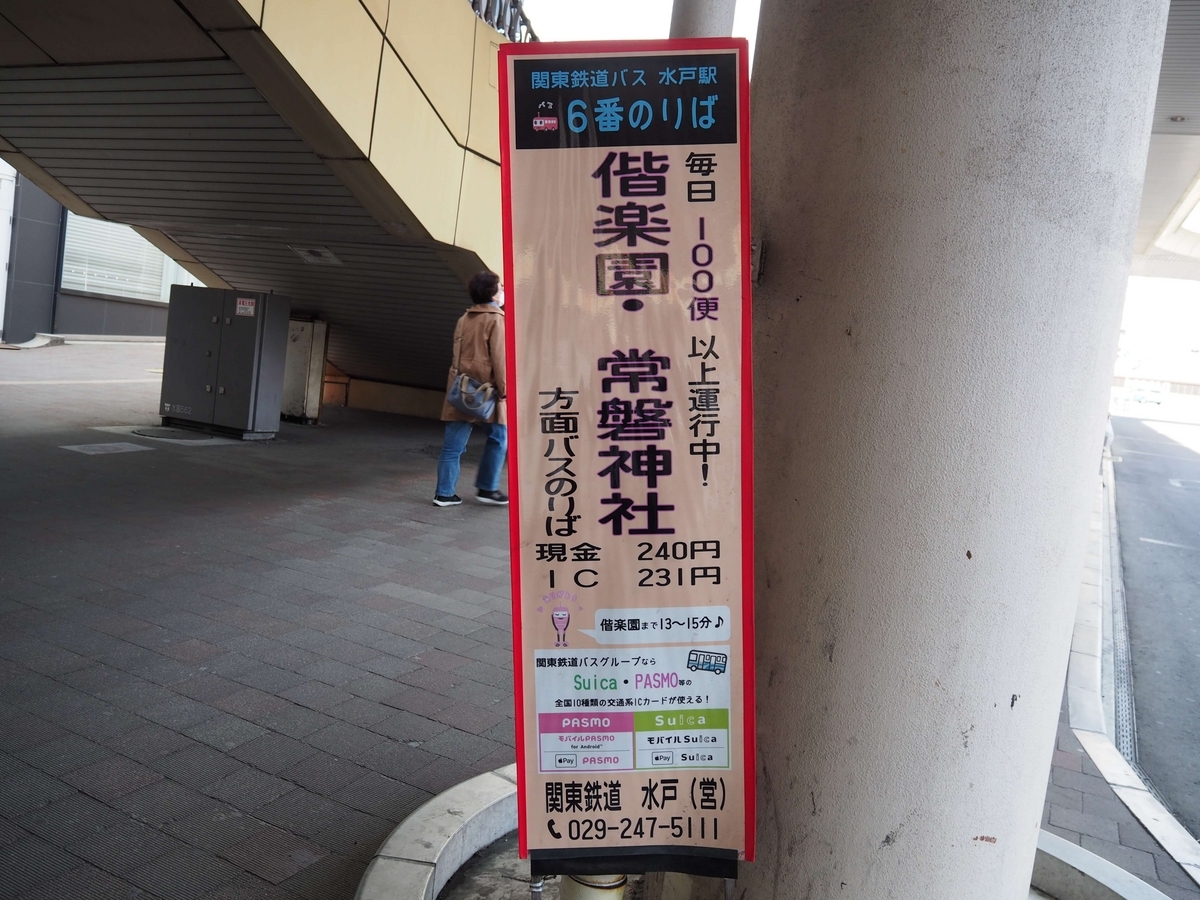 関東鉄道バス 水戸駅
6番のりば
毎日100便以上運行中!
偕楽園・常磐神社
方面バスのりば
現金 240円
IC 231円
偕楽園まで13～15分♪
関東鉄道バスグループなら
Suica・PASMO等の
全国10種類の交通系ICカードが使える!
PASMO Suica
モバイルPASMO モバイルSuica
for Android™
Pay PASMO Pay Suica
関東鉄道 水戸(営)
029-247-5111